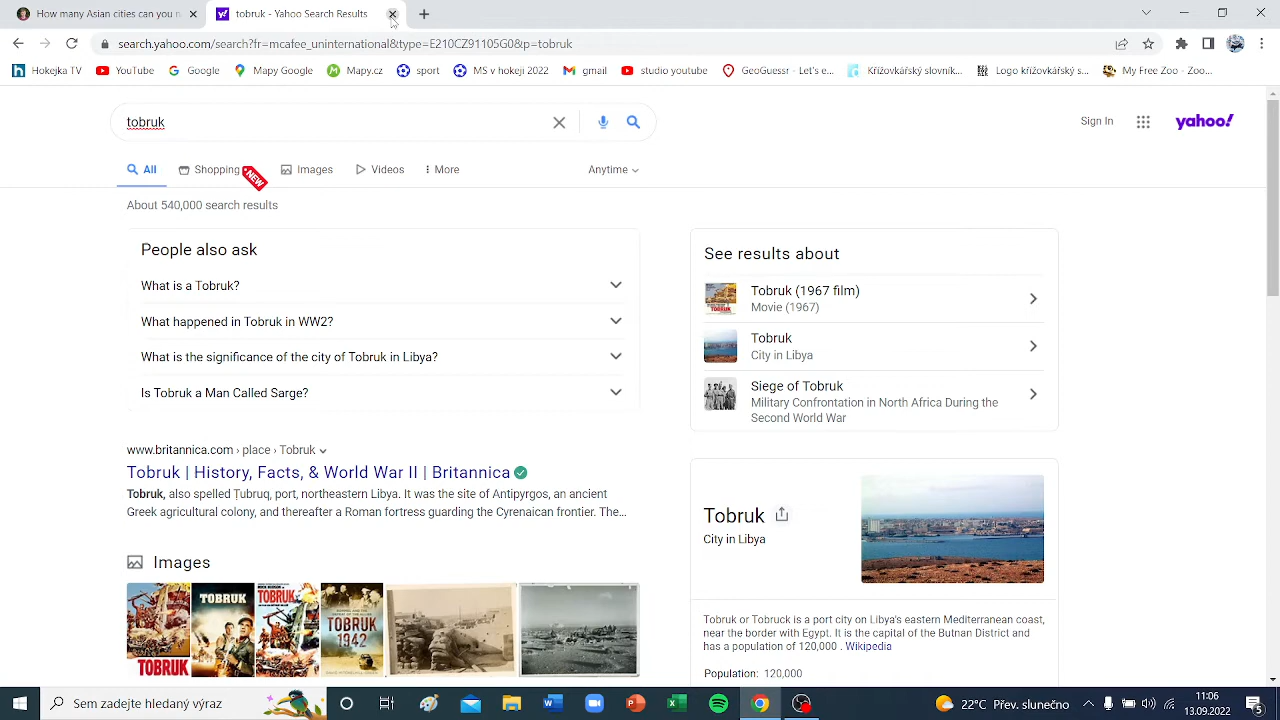 How many
tobruk - Yahoo Search Results
search.yahoo.com/search?fr=mcafee_uninternational&type=E210CZ91105G0&p=tobruk
Hokejka TV YouTube Google Mapy Google Mapy.cz sport MS v hokeji 2022 gmail studio youtube GeoGuessr - Let's e... Křížovkářský slovník... Logo křížovkářský s... My Free Zoo - Zoo...
tobruk
Sign In
yahoo!
All Shopping NEW Images Videos More Anytime
About 540,000 search results
People also ask
What is a Tobruk?
What happened in Tobruk in WW2?
What is the significance of the city of Tobruk in Libya?
Is Tobruk a Man Called Sarge?
www.britannica.com › place › Tobruk
Tobruk | History, Facts, & World War II | Britannica
Tobruk, also spelled Tubruq, port, northeastern Libya. It was the site of Antipyrgos, an ancient
Greek agricultural colony, and thereafter a Roman fortress guarding the Cyrenaican frontier. The...
Images
TOBRUK
TOBRUK
TOBRUK
TOBRUK
1942
See results about
Tobruk (1967 film)
Movie (1967)
Tobruk
City in Libya
Siege of Tobruk
Military Confrontation in North Africa During the
Second World War
Tobruk
City in Libya
Tobruk or Tobruck is a port city on Libya's eastern Mediterranean coast,
near the border with Egypt. It is the capital of the Butnan District and
has a population of 120,000 . Wikipedia
Population: 120,000
Sem zadejte hledaný výraz
22°C Hodně slunečno
11:06
13.09.2022